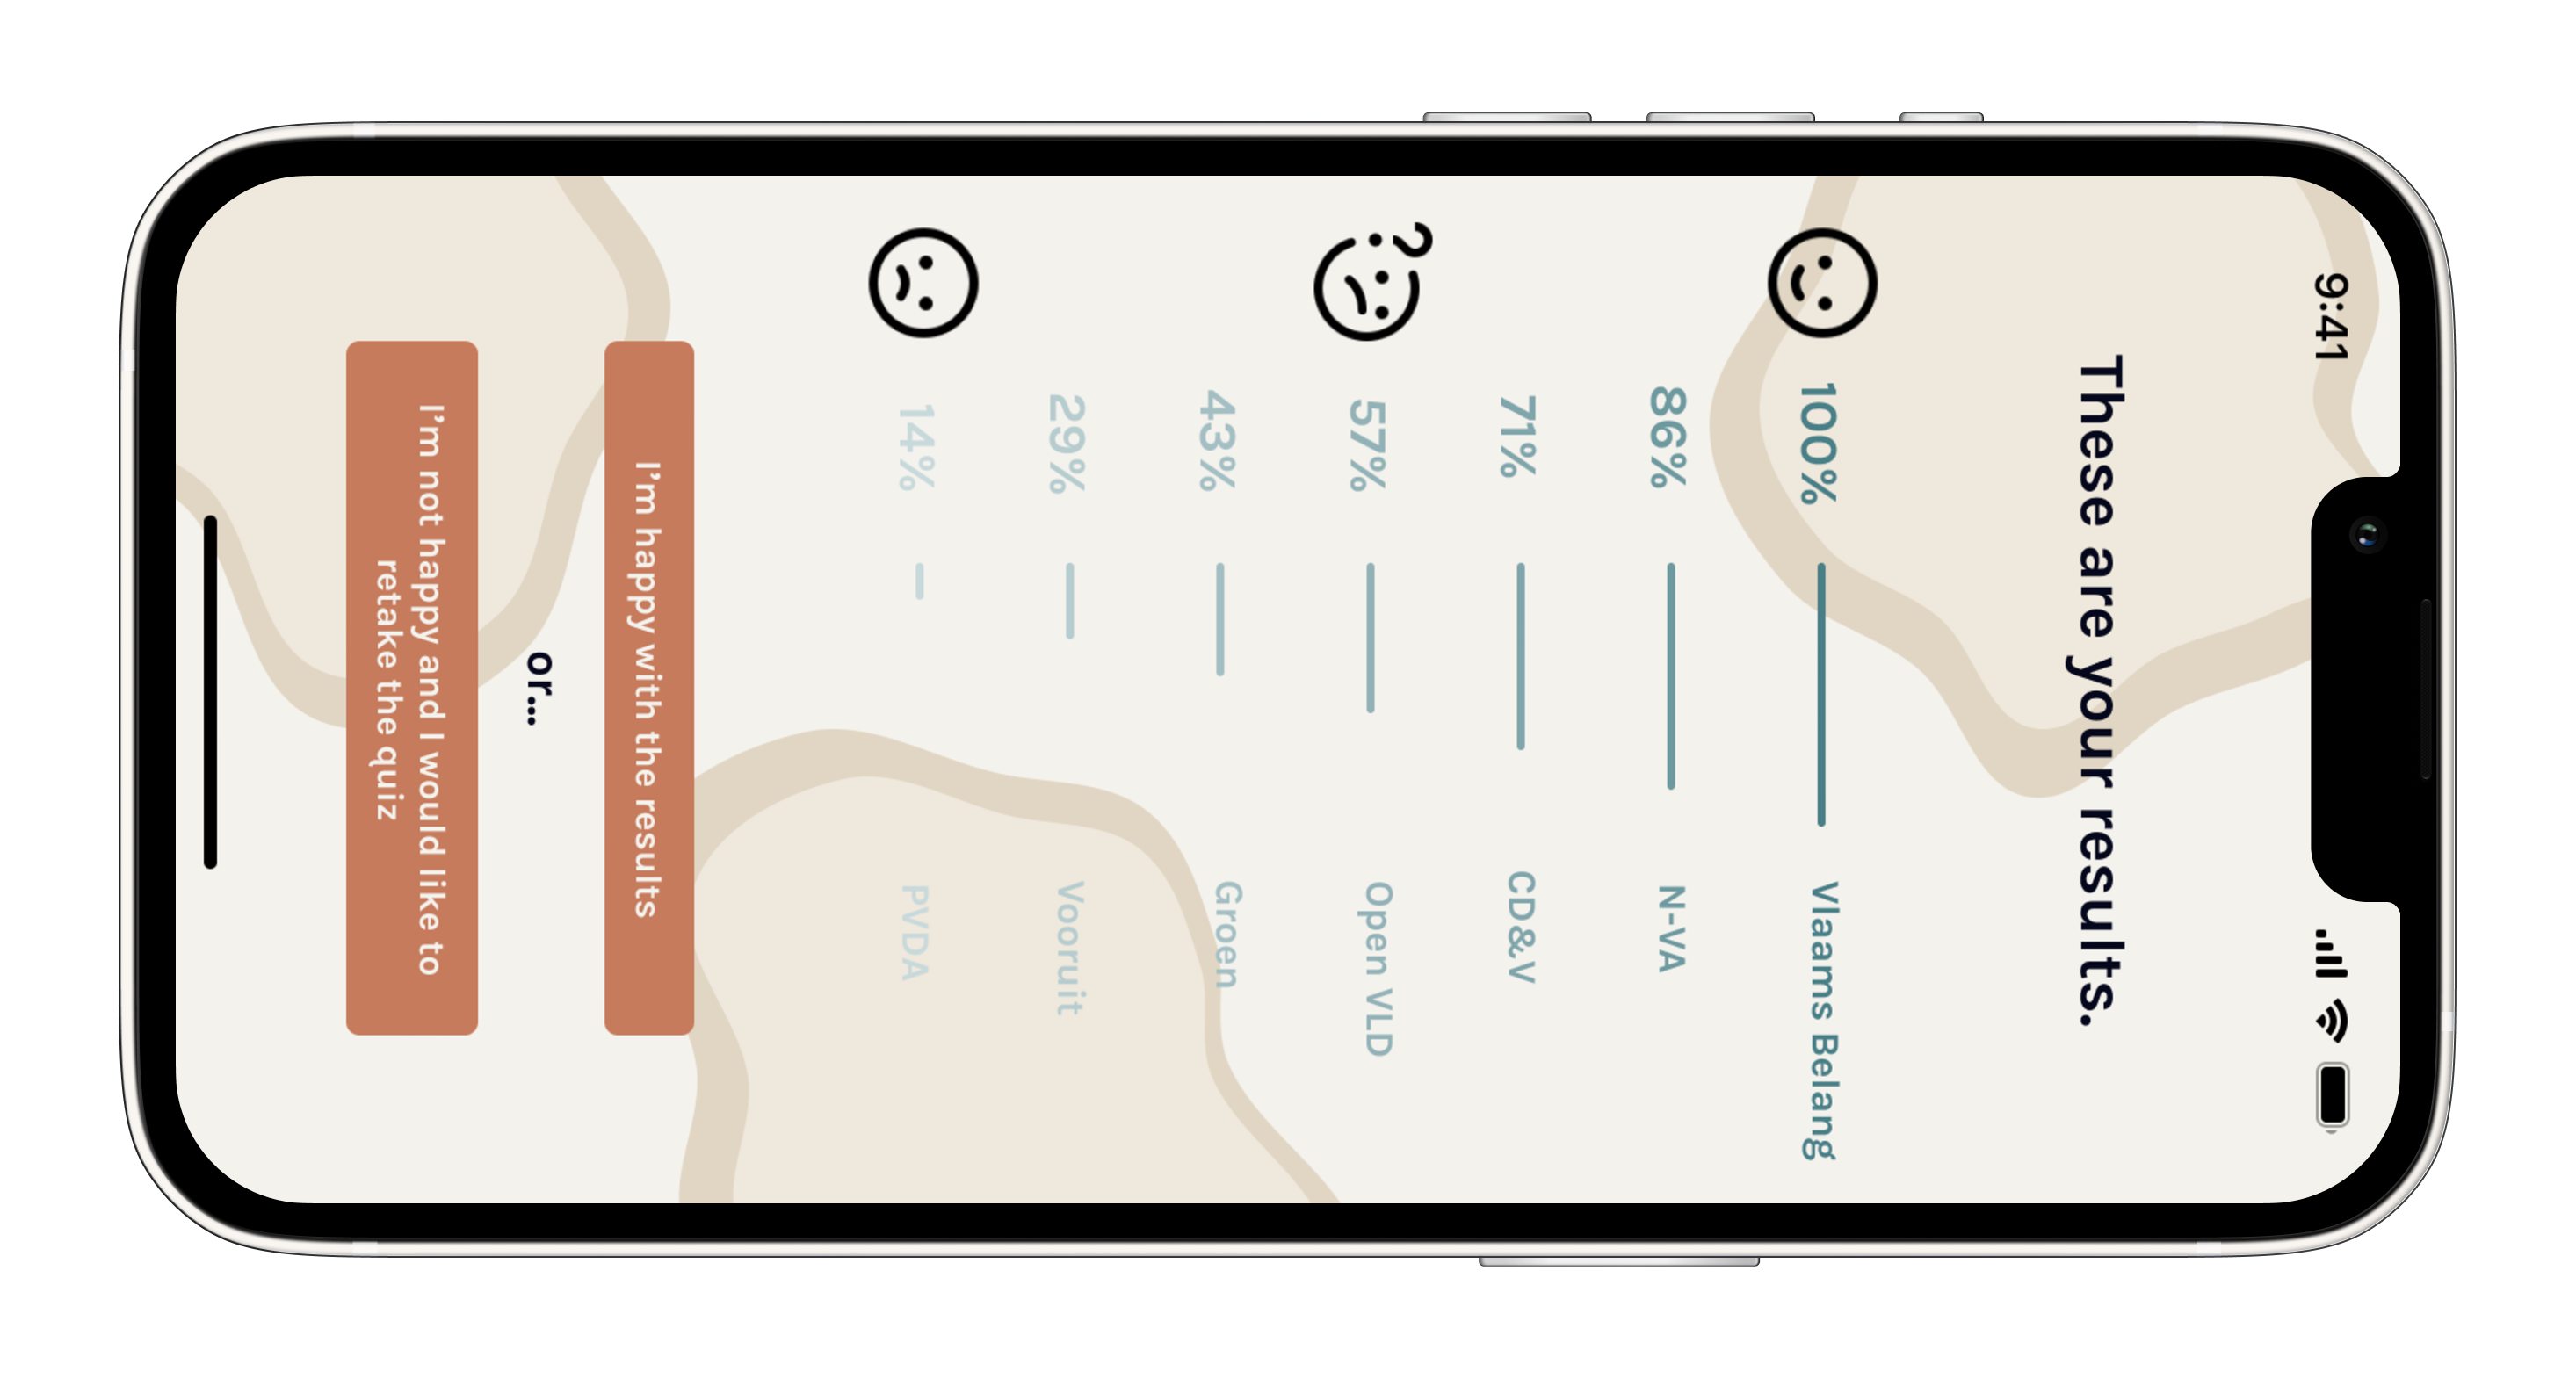 9:41
These are your results.
100% Vlaams Belang
86% N-VA
71% CD&V
57% Open VLD
43% Groen
29% Vooruit
14% PVDA
I'm happy with the results
or...
I'm not happy and I would like to
retake the quiz